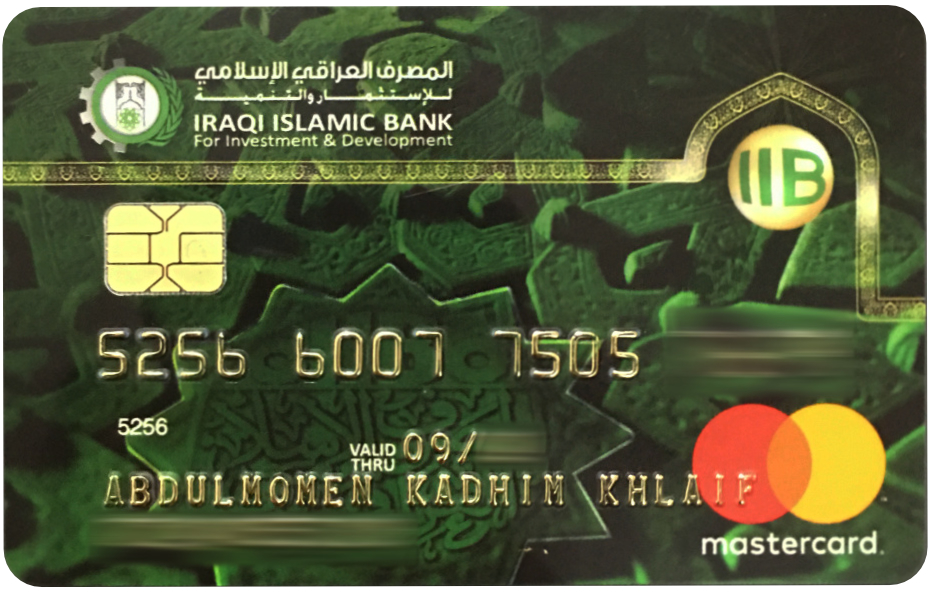 المصرف العراقي الإسلامي
للإستثمار والتنمية
IRAQI ISLAMIC BANK
For Investment & Development
IIB
5256 6007 7505
5256
VALID THRU 09/
ABDULMOMEN KADHIM KHLAIF
mastercard.